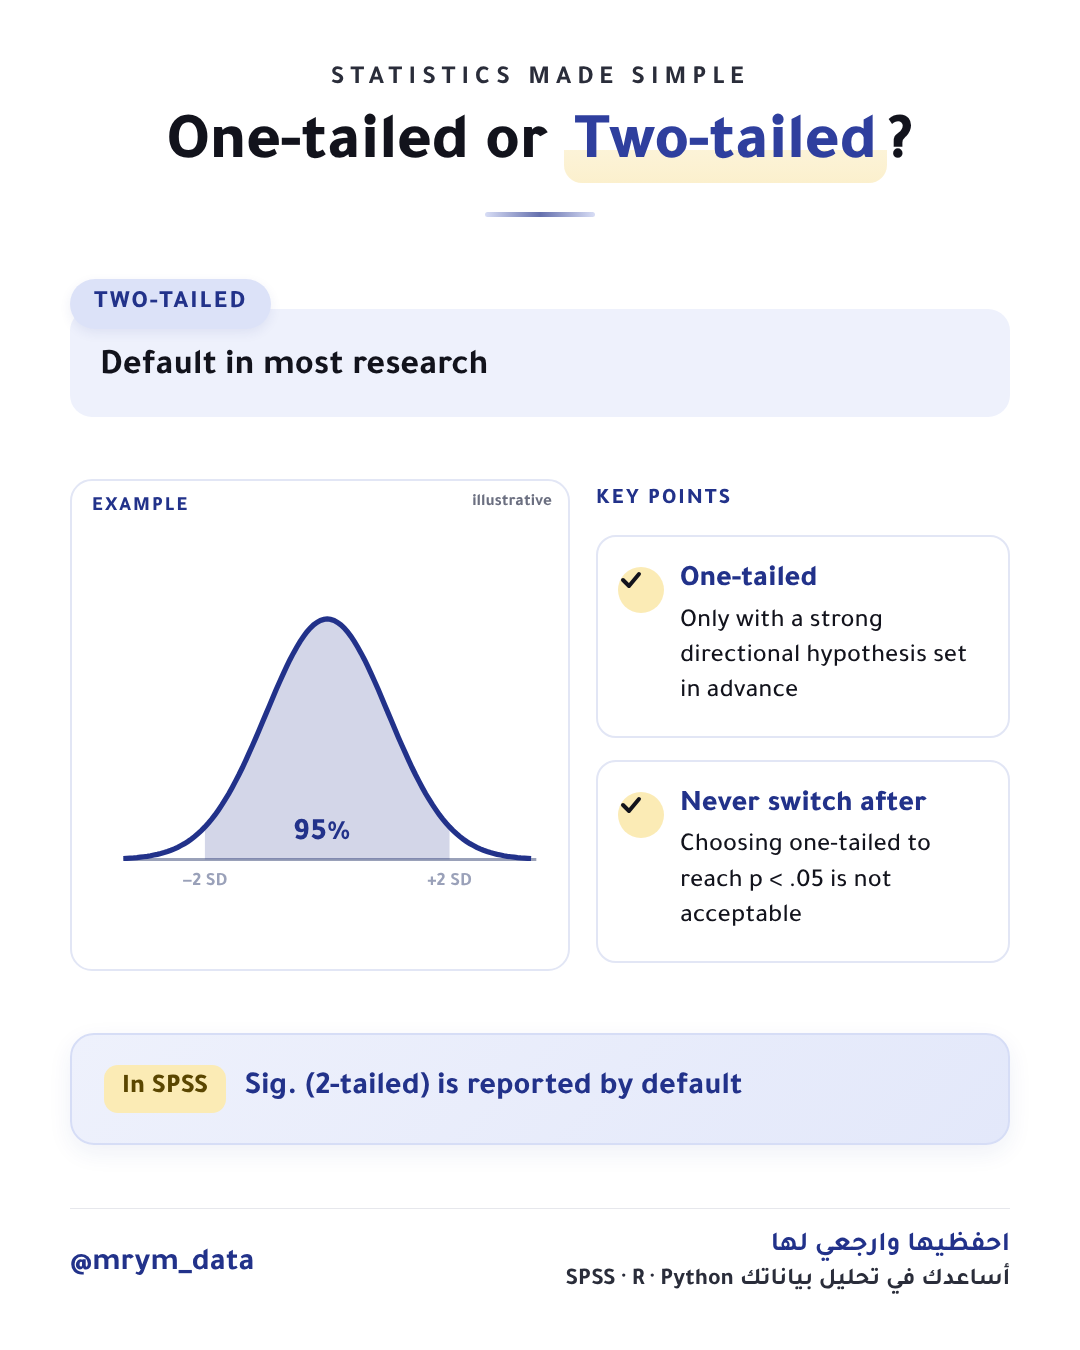 STATISTICS MADE SIMPLE
One-tailed or Two-tailed?
TWO-TAILED
Default in most research
EXAMPLE
illustrative
95%
−2 SD
+2 SD
KEY POINTS
One-tailed
Only with a strong
directional hypothesis set
in advance
Never switch after
Choosing one-tailed to
reach p < .05 is not
acceptable
In SPSS
Sig. (2-tailed) is reported by default
@mrym_data
احفظيها وارجعي لها
أساعدك في تحليل بياناتك SPSS · R · Python